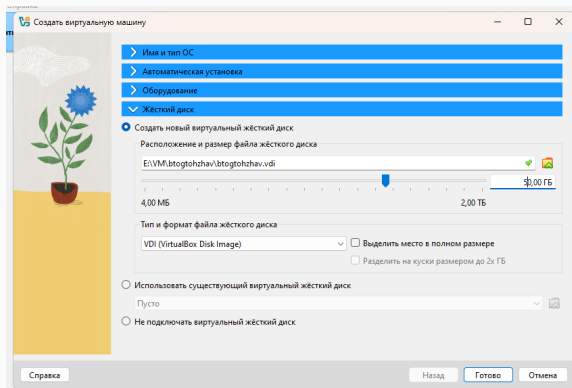 Создать виртуальную машину
Имя и тип ОС
Автоматическая установка
Оборудование
Жёсткий диск
Создать новый виртуальный жёсткий диск
Расположение и размер файла жёсткого диска
E:\VM\btogtohzhav\btogtohzhav.vdi
50,00 ГБ
4,00 МБ
2,00 ТБ
Тип и формат файла жёсткого диска
VDI (VirtualBox Disk Image)
Выделить место в полном размере
Разделить на куски размером до 2х ГБ
Использовать существующий виртуальный жёсткий диск
Пусто
Не подключать виртуальный жёсткий диск
Справка
Назад
Готово
Отмена